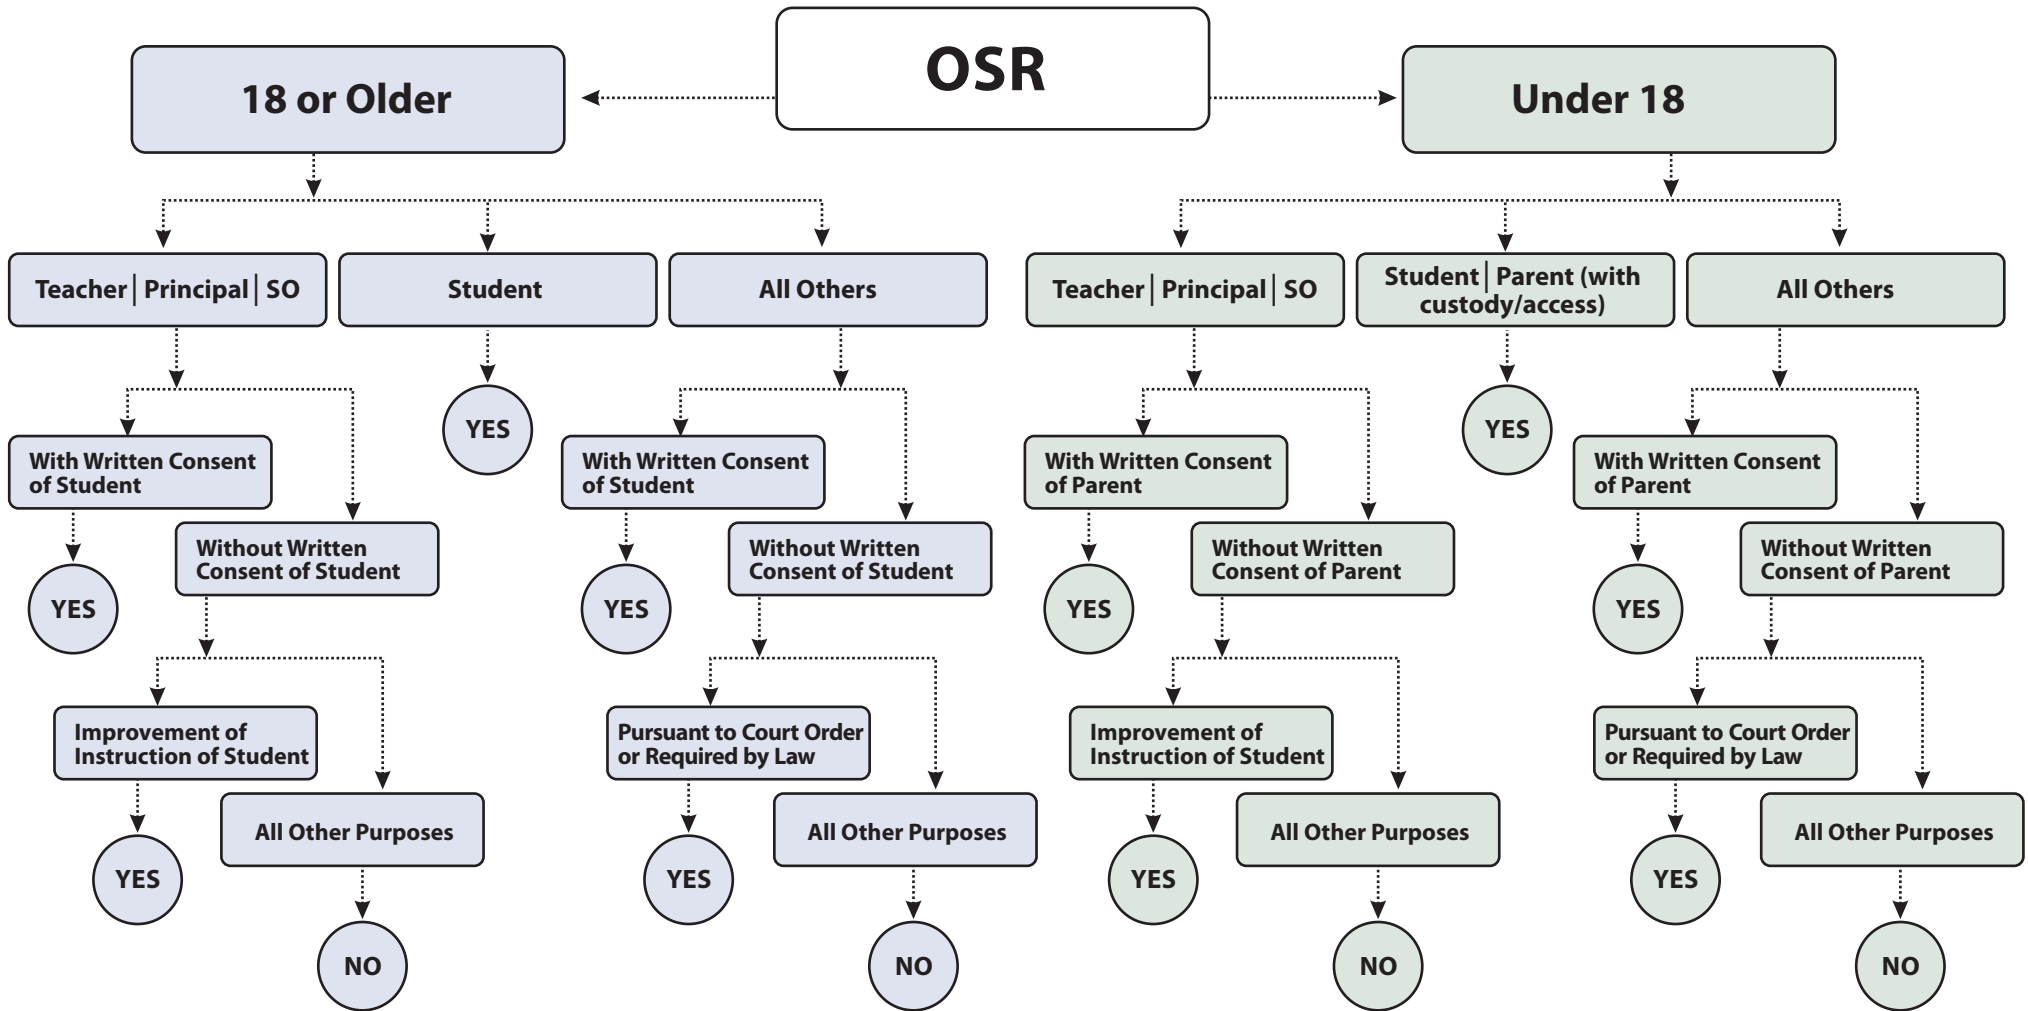 OSR
18 or Older
Under 18
Teacher | Principal | SO
Student
All Others
Teacher | Principal | SO
Student | Parent (with
custody/access)
All Others
YES
YES
With Written Consent
of Student
With Written Consent
of Student
With Written Consent
of Parent
With Written Consent
of Parent
Without Written
Consent of Student
Without Written
Consent of Student
Without Written
Consent of Parent
Without Written
Consent of Parent
YES
YES
YES
YES
Improvement of
Instruction of Student
Pursuant to Court Order
or Required by Law
Improvement of
Instruction of Student
Pursuant to Court Order
or Required by Law
All Other Purposes
All Other Purposes
All Other Purposes
All Other Purposes
YES
YES
YES
YES
NO
NO
NO
NO